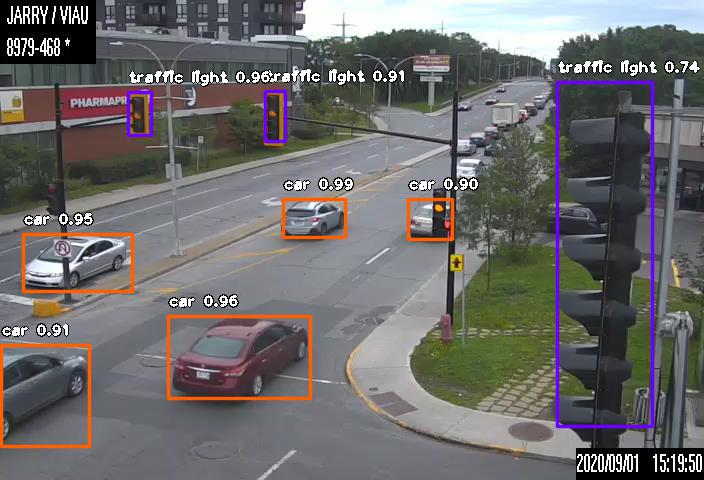 JARRY / VIAU
8979-468 *
traffic light 0.96
traffic light 0.91
traffic light 0.74
PHARMAPR
car 0.99
car 0.90
car 0.95
car 0.96
car 0.91
2020/09/01 15:19:50